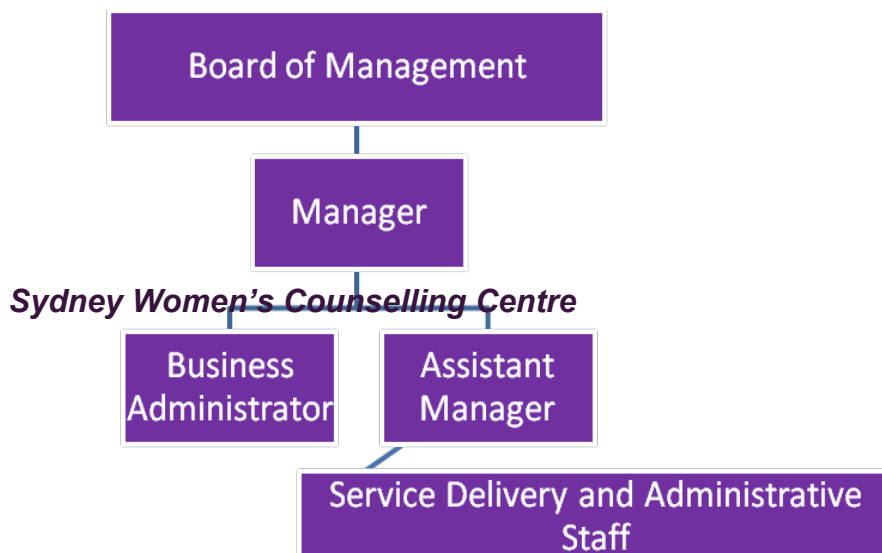 Board of Management
Manager
Sydney Women's Counselling Centre
Business
Administrator
Assistant
Manager
Service Delivery and Administrative
Staff